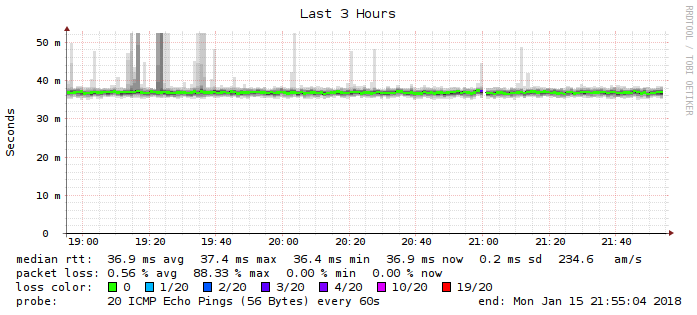 Last 3 Hours
RRDTOOL / TOBI OETIKER
Seconds
50 m
40 m
30 m
20 m
10 m
0
19:00 19:20 19:40 20:00 20:20 20:40 21:00 21:20 21:40
median rtt: 36.9 ms avg 37.4 ms max 36.4 ms min 36.9 ms now 0.2 ms sd 234.6 am/s
packet loss: 0.56 % avg 88.33 % max 0.00 % min 0.00 % now
loss color: 0 1/20 2/20 3/20 4/20 10/20 19/20
probe: 20 ICMP Echo Pings (56 Bytes) every 60s end: Mon Jan 15 21:55:04 2018